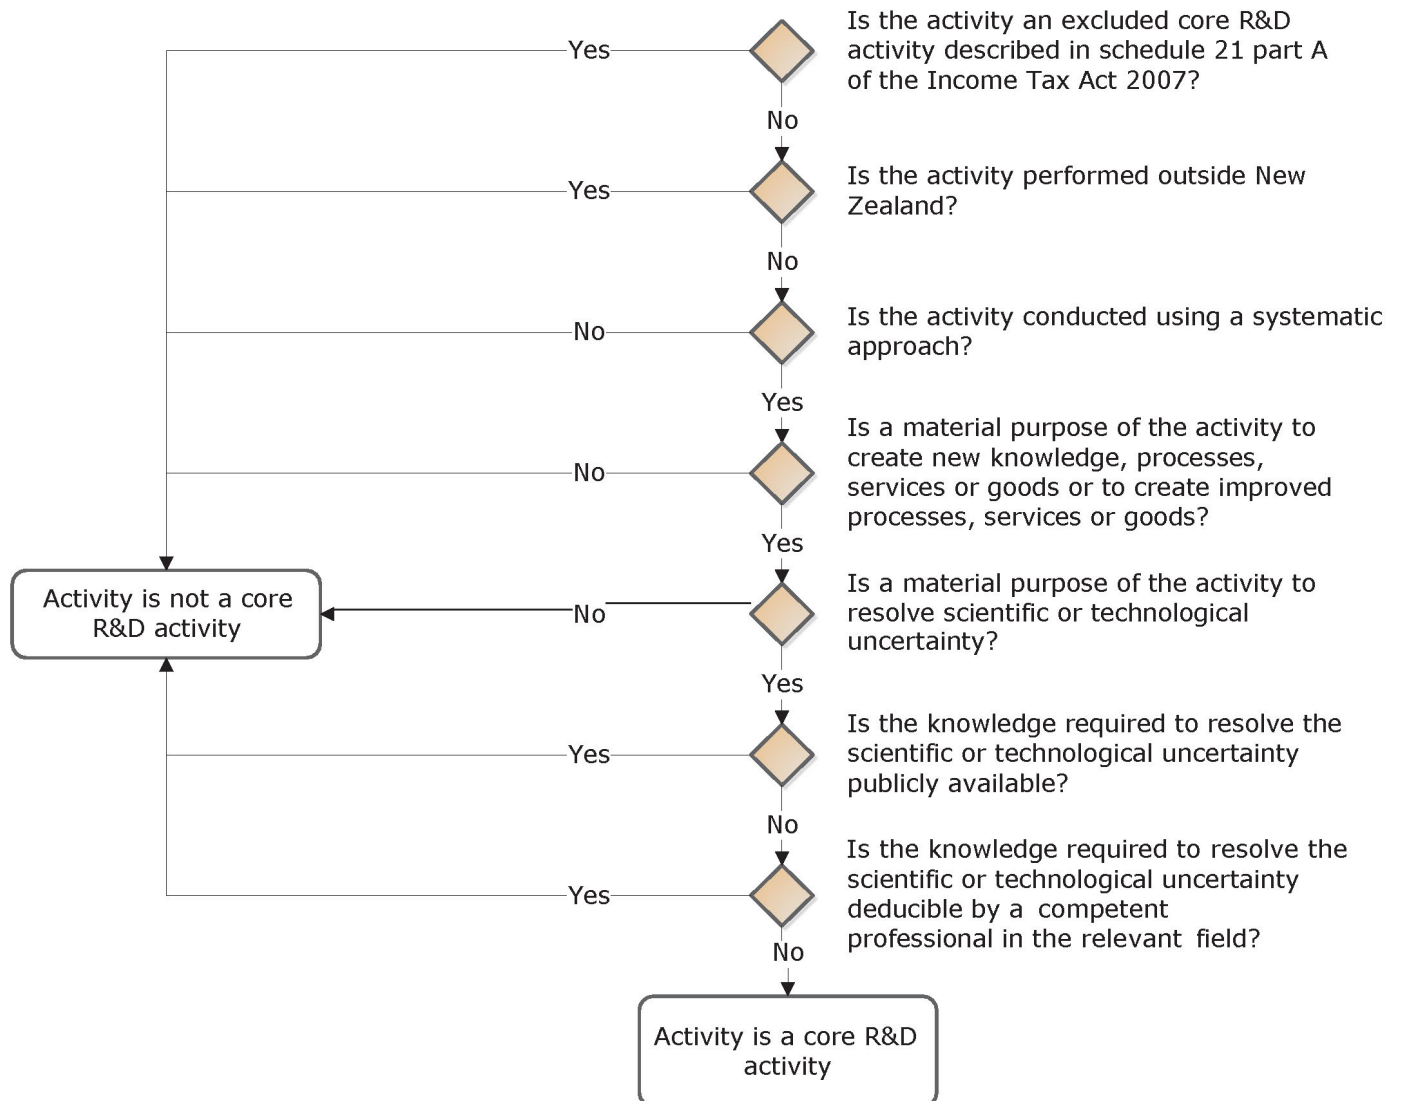 Is the activity an excluded core R&D
activity described in schedule 21 part A
of the Income Tax Act 2007?
Yes
No
Is the activity performed outside New
Zealand?
Yes
No
Is the activity conducted using a systematic
approach?
No
Yes
Is a material purpose of the activity to
create new knowledge, processes,
services or goods or to create improved
processes, services or goods?
No
Yes
Is a material purpose of the activity to
resolve scientific or technological
uncertainty?
No
Activity is not a core
R&D activity
Yes
Is the knowledge required to resolve the
scientific or technological uncertainty
publicly available?
Yes
No
Is the knowledge required to resolve the
scientific or technological uncertainty
deducible by a competent
professional in the relevant field?
Yes
No
Activity is a core R&D
activity